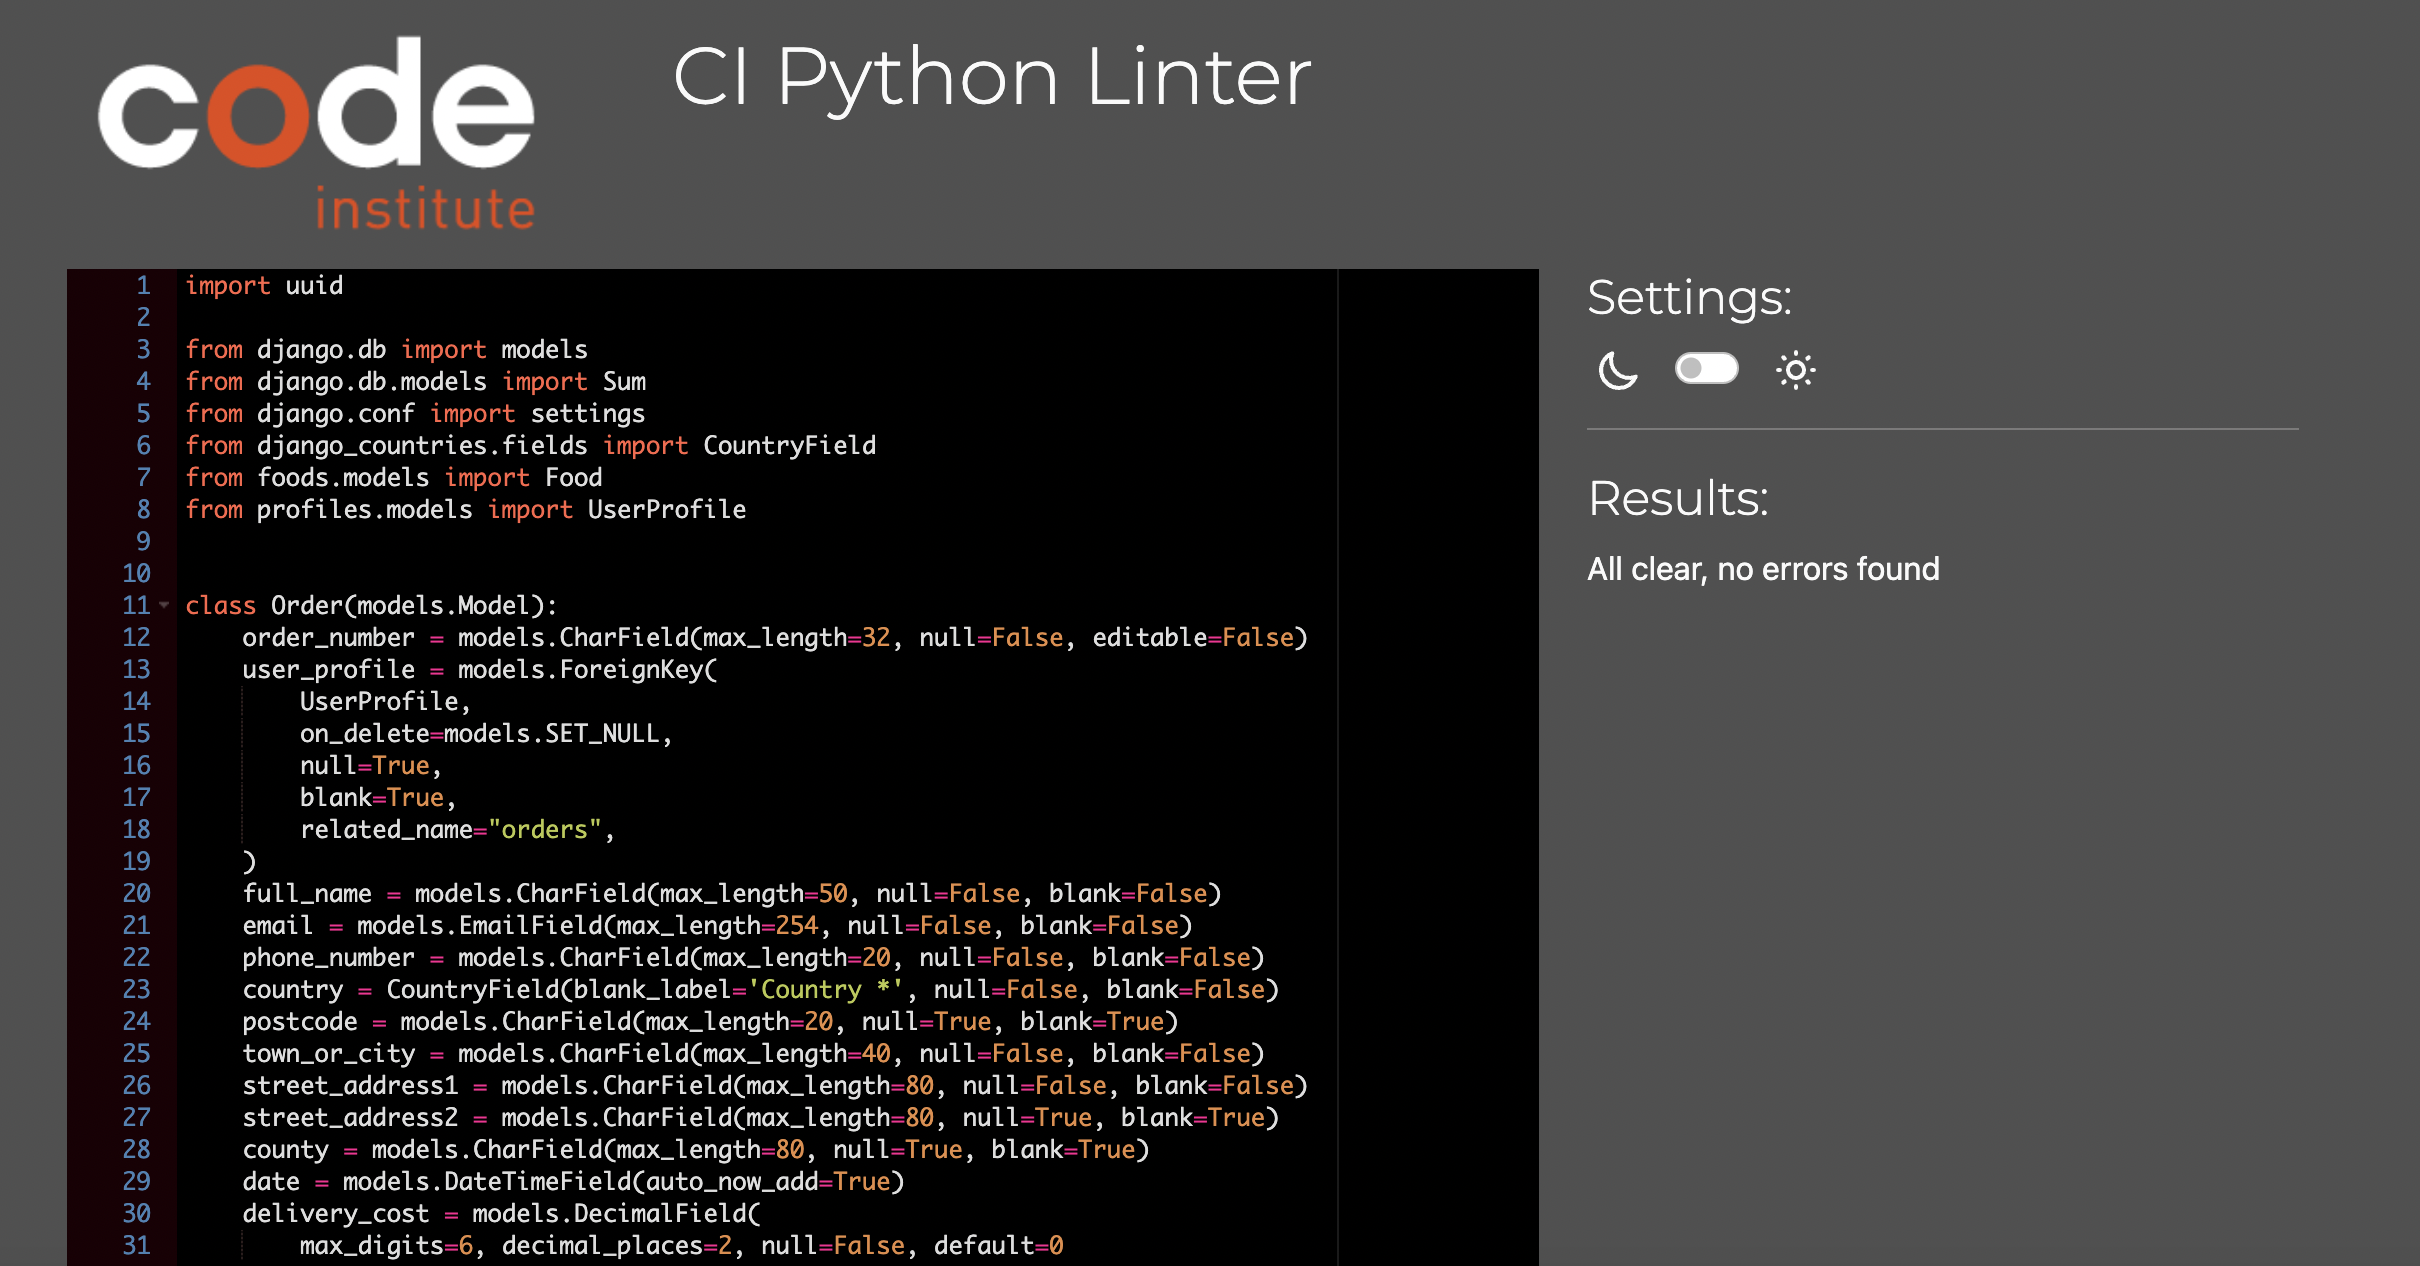 code
institute
CI Python Linter
1 import uuid
2
3 from django.db import models
4 from django.db.models import Sum
5 from django.conf import settings
6 from django_countries.fields import CountryField
7 from foods.models import Food
8 from profiles.models import UserProfile
9
10
11 class Order(models.Model):
12     order_number = models.CharField(max_length=32, null=False, editable=False)
13     user_profile = models.ForeignKey(
14         UserProfile,
15         on_delete=models.SET_NULL,
16         null=True,
17         blank=True,
18         related_name="orders",
19     )
20     full_name = models.CharField(max_length=50, null=False, blank=False)
21     email = models.EmailField(max_length=254, null=False, blank=False)
22     phone_number = models.CharField(max_length=20, null=False, blank=False)
23     country = CountryField(blank_label='Country *', null=False, blank=False)
24     postcode = models.CharField(max_length=20, null=True, blank=True)
25     town_or_city = models.CharField(max_length=40, null=False, blank=False)
26     street_address1 = models.CharField(max_length=80, null=False, blank=False)
27     street_address2 = models.CharField(max_length=80, null=True, blank=True)
28     county = models.CharField(max_length=80, null=True, blank=True)
29     date = models.DateTimeField(auto_now_add=True)
30     delivery_cost = models.DecimalField(
31         max_digits=6, decimal_places=2, null=False, default=0
Settings:
Results:
All clear, no errors found